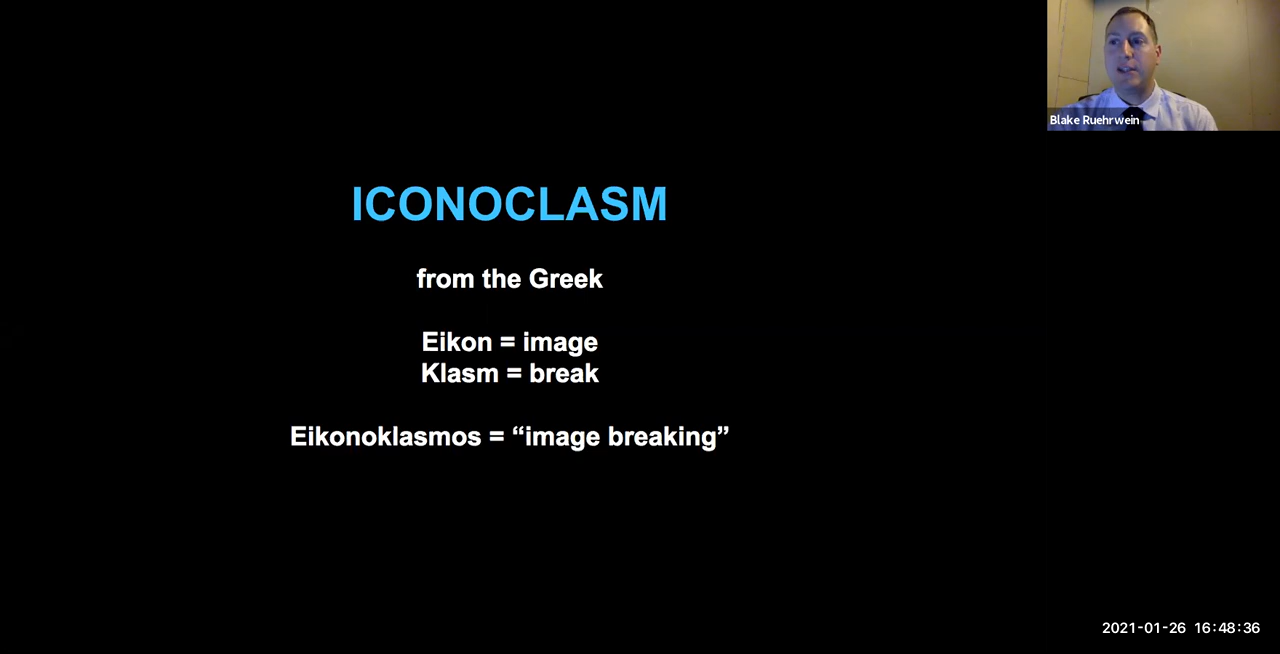 Blake Ruehrwein
ICONOCLASM
from the Greek
Eikon = image
Klasm = break
Eikonoklasmos = “image breaking”
2021-01-26 16:48:36